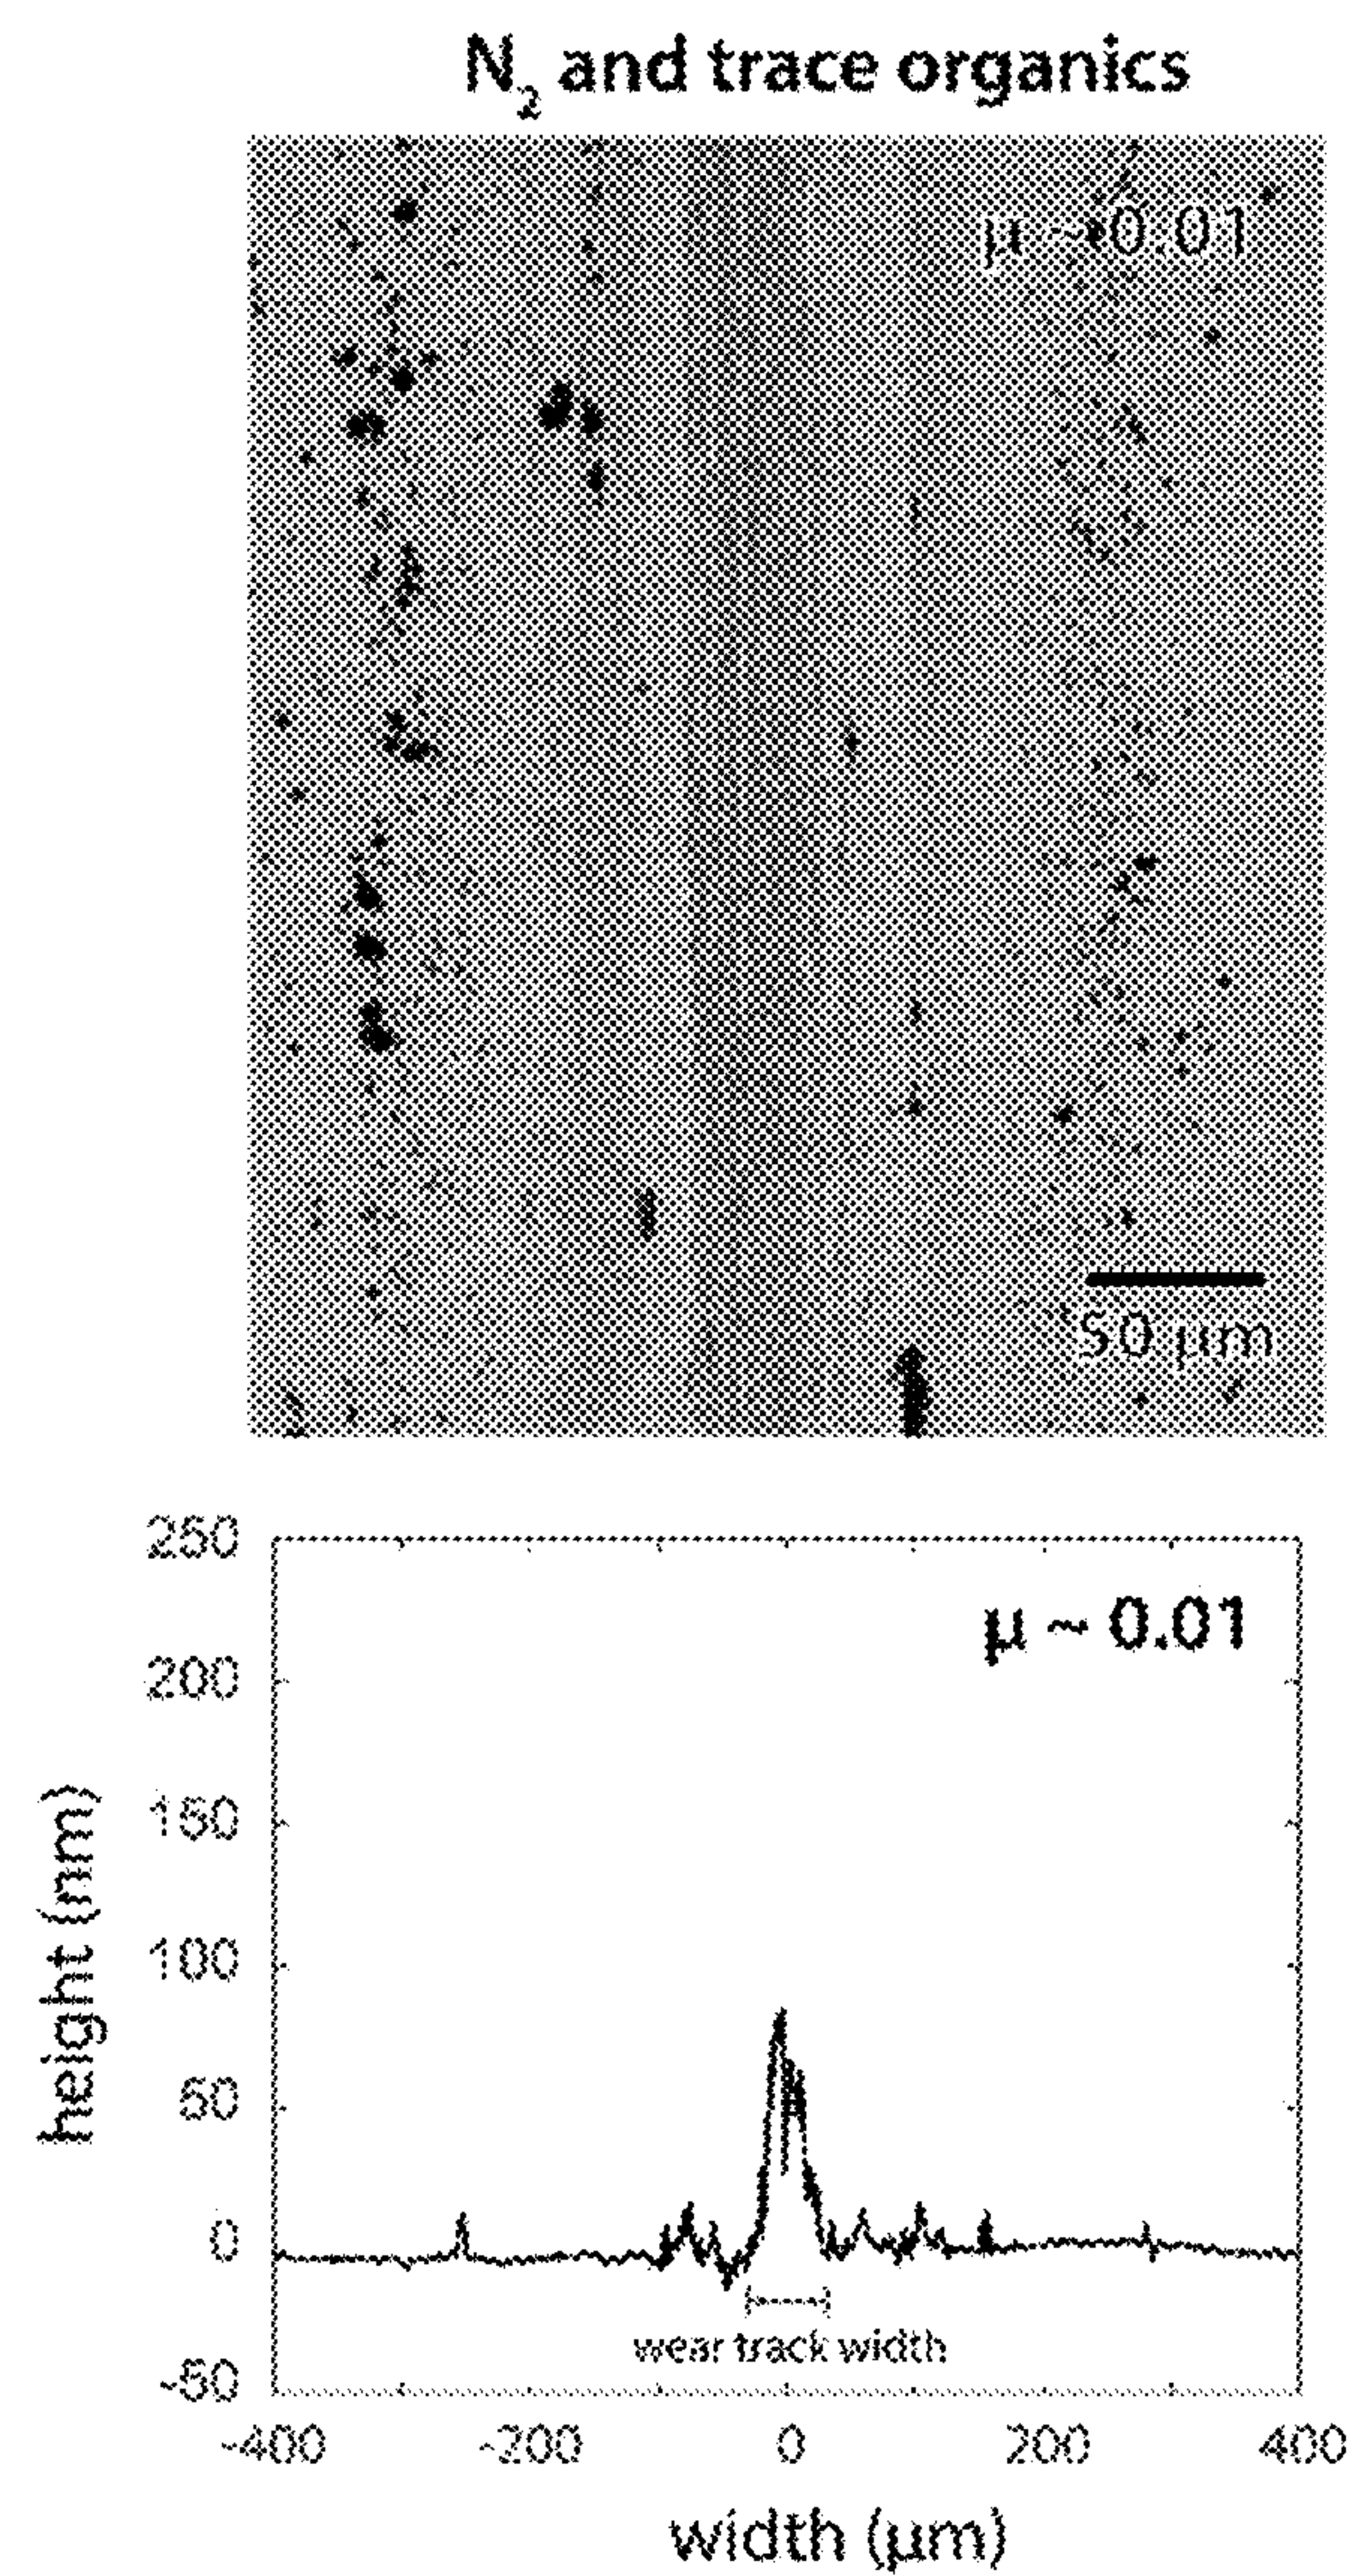 N₂ and trace organics
μ ~ 0.01
50 μm
250
200
150
100
50
0
-50
height (nm)
μ ~ 0.01
wear track width
-400 -200 0 200 400
width (μm)